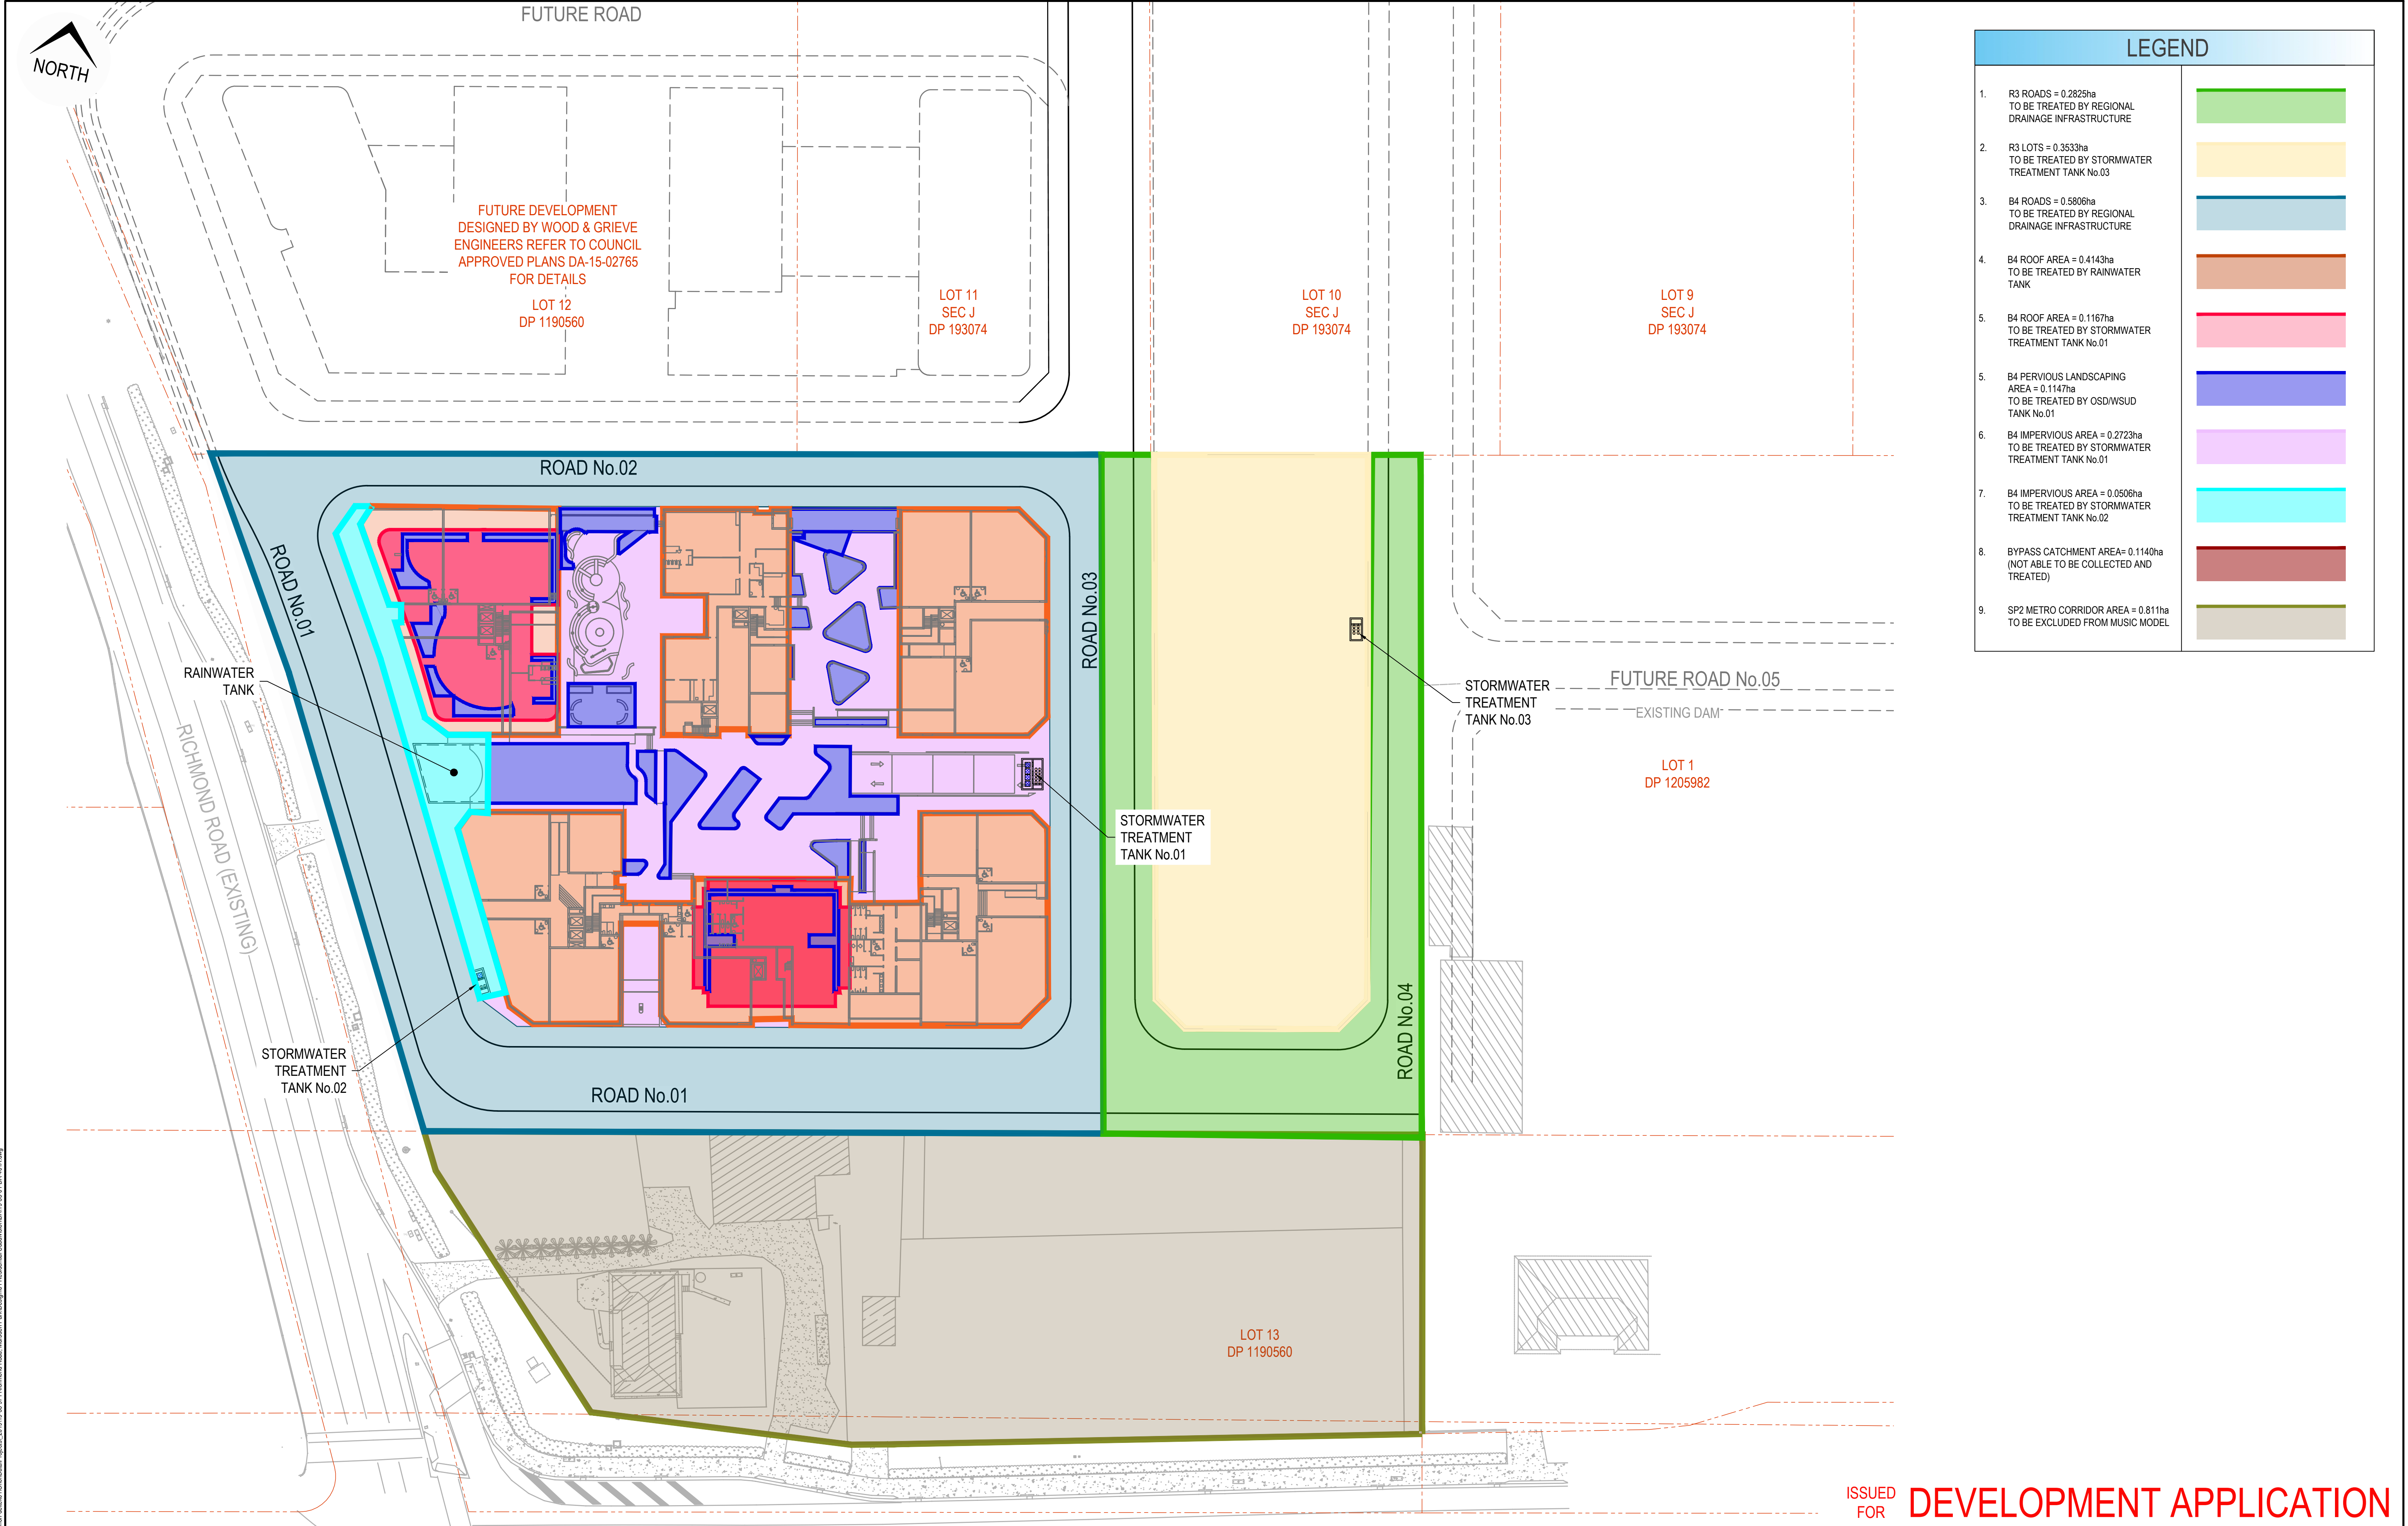 FUTURE ROAD
NORTH
LEGEND
1. R3 ROADS = 0.2825ha
TO BE TREATED BY REGIONAL
DRAINAGE INFRASTRUCTURE
2. R3 LOTS = 0.3533ha
TO BE TREATED BY STORMWATER
TREATMENT TANK No.03
3. B4 ROADS = 0.5806ha
TO BE TREATED BY REGIONAL
DRAINAGE INFRASTRUCTURE
4. B4 ROOF AREA = 0.4143ha
TO BE TREATED BY RAINWATER
TANK
5. B4 ROOF AREA = 0.1167ha
TO BE TREATED BY STORMWATER
TREATMENT TANK No.01
5. B4 PERVIOUS LANDSCAPING
AREA = 0.1147ha
TO BE TREATED BY OSD/WSUD
TANK No.01
6. B4 IMPERVIOUS AREA = 0.2723ha
TO BE TREATED BY STORMWATER
TREATMENT TANK No.01
7. B4 IMPERVIOUS AREA = 0.0506ha
TO BE TREATED BY STORMWATER
TREATMENT TANK No.02
8. BYPASS CATCHMENT AREA= 0.1140ha
(NOT ABLE TO BE COLLECTED AND
TREATED)
9. SP2 METRO CORRIDOR AREA = 0.811ha
TO BE EXCLUDED FROM MUSIC MODEL
FUTURE DEVELOPMENT
DESIGNED BY WOOD & GRIEVE
ENGINEERS REFER TO COUNCIL
APPROVED PLANS DA-15-02765
FOR DETAILS
LOT 12
DP 1190560
LOT 11
SEC J
DP 193074
LOT 10
SEC J
DP 193074
LOT 9
SEC J
DP 193074
ROAD No.02
ROAD No.01
ROAD No.03
RAINWATER
TANK
RICHMOND ROAD (EXISTING)
STORMWATER
TREATMENT
TANK No.03
FUTURE ROAD No.05
EXISTING DAM
LOT 1
DP 1205982
STORMWATER
TREATMENT
TANK No.01
STORMWATER
TREATMENT
TANK No.02
ROAD No.01
ROAD No.04
LOT 13
DP 1190560
ISSUED
FOR
DEVELOPMENT APPLICATION